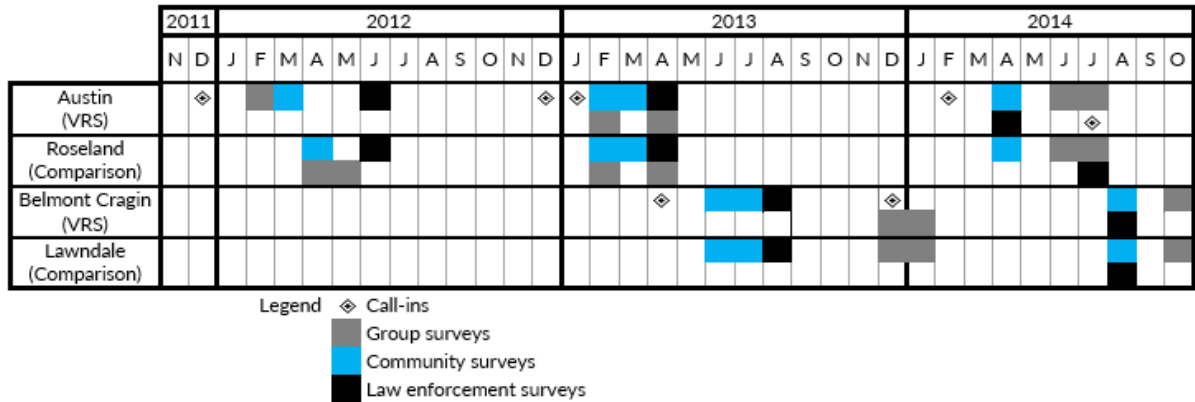 2011 2012 2013 2014
N D J F M A M J J A S O N D J F M A M J J A S O N D J F M A M J J A S O
Austin
(VRS)
Roseland
(Comparison)
Belmont Cragin
(VRS)
Lawndale
(Comparison)
Legend Call-ins
Group surveys
Community surveys
Law enforcement surveys